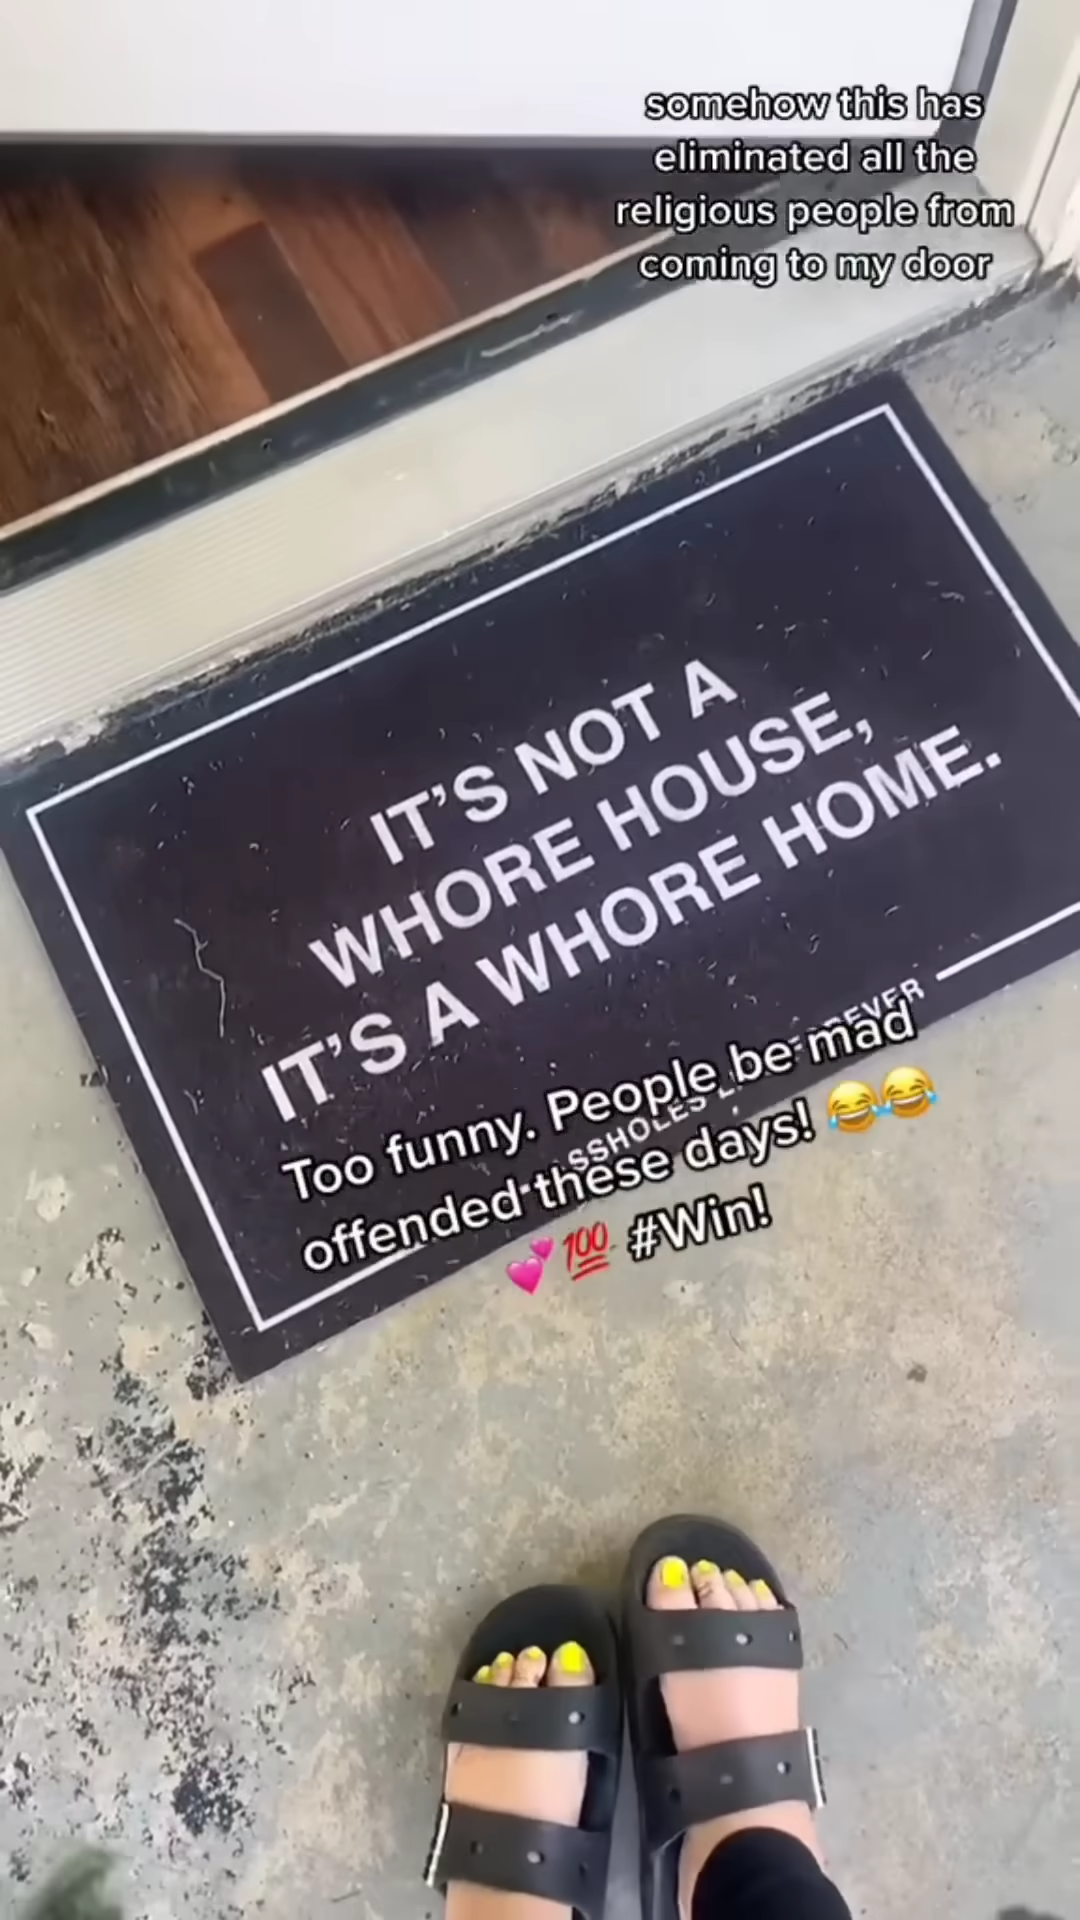 somehow this has
eliminated all the
religious people from
coming to my door
IT'S NOT A
WHORE HOUSE,
IT'S A WHORE HOME.
Too funny. People be mad
offended these days! 😂😂
💕💯 #Win!